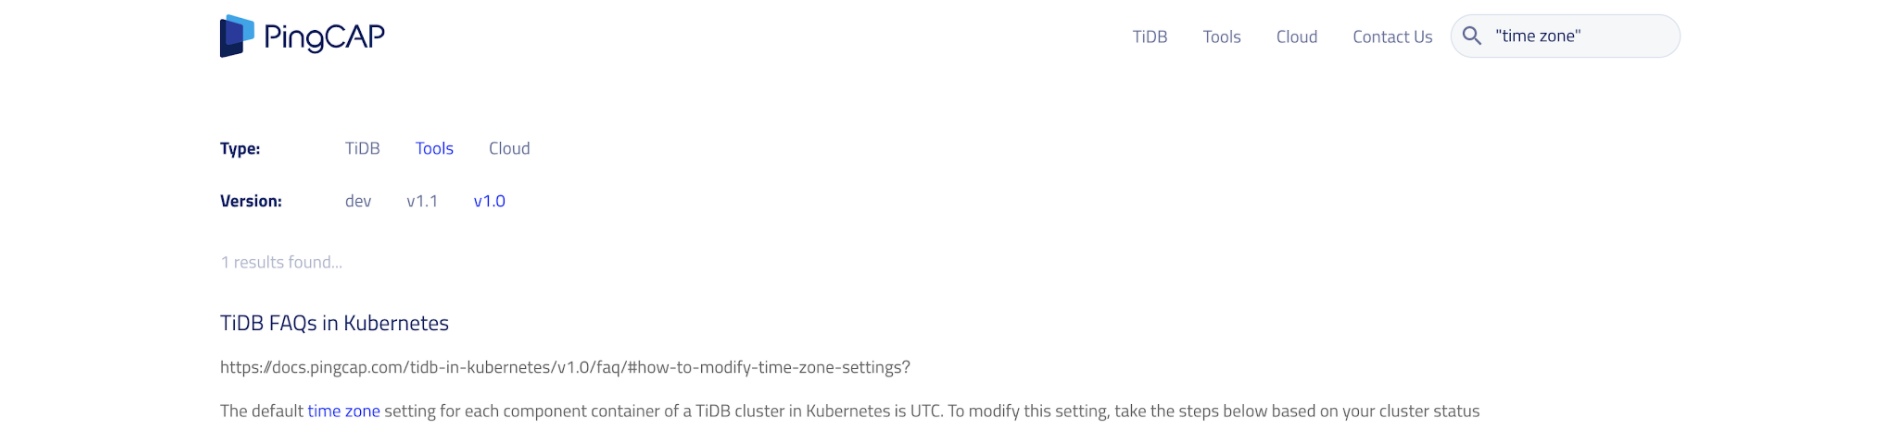 PingCAP TiDB Tools Cloud Contact Us "time zone"
Type: TiDB Tools Cloud
Version: dev v1.1 v1.0
1 results found...
TiDB FAQs in Kubernetes
https://docs.pingcap.com/tidb-in-kubernetes/v1.0/faq/#how-to-modify-time-zone-settings?
The default time zone setting for each component container of a TiDB cluster in Kubernetes is UTC. To modify this setting, take the steps below based on your cluster status